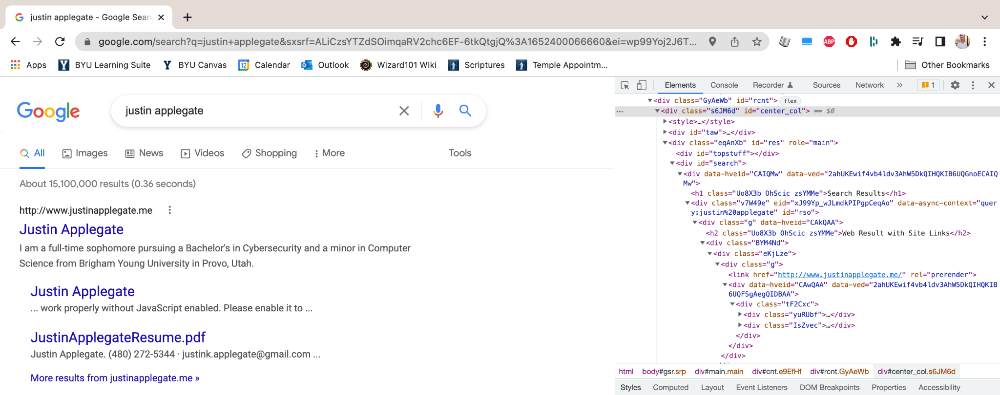 justin applegate - Google Sear
google.com/search?q=justin+applegate&sxsrf=ALiCzsYTZdSOimqaRV2chc6EF-6tkQtgjQ%3A1652400066660&ei=wp99Yoj2J6T... ABP
Apps BYU Learning Suite BYU Canvas 12 Calendar Outlook Wizard101 WIki Scriptures Temple Appointm... Other Bookmarks
Google
justin applegate
All Images News Videos Shopping More Tools
About 15,100,000 results (0.36 seconds)
http://www.justinapplegate.me
Justin Applegate
I am a full-time sophomore pursuing a Bachelor's in Cybersecurity and a minor in Computer
Science from Brigham Young University in Provo, Utah.
Justin Applegate
... work properly without JavaScript enabled. Please enable it to ...
JustinApplegateResume.pdf
Justin Applegate. (480) 272-5344 · justink.applegate@gmail.com ...
More results from justinapplegate.me »
Elements Console Recorder Sources Network » 1
<div class="GyAeWb" id="rcnt"> flex
... <div class="s6JM6d" id="center_col"> == $0
<style>…</style>
<div id="taw">…</div>
<div class="eqAnXb" id="res" role="main">
<div id="topstuff"></div>
<div id="search">
<div data-hveid="CAIQMw" data-ved="2ahUKEwif4vb4ldv3AhW5DkQIHQKIB6UQGnoECAIQ
Mw">
<h1 class="Uo8X3b OhScic zsYMMe">Search Results</h1>
<div class="v7W49e" eid="xJ99Yp_wJLmdkPIPgpCeqAo" data-async-context="quer
y:justin%20applegate" id="rso">
<div class="g" data-hveid="CAkQAA">
<h2 class="Uo8X3b OhScic zsYMMe">Web Result with Site Links</h2>
<div class="BYM4Nd">
<div class="eKjLze">
<div class="g">
<link href="http://www.justinapplegate.me/" rel="prerender">
<div data-hveid="CAwQAA" data-ved="2ahUKEwif4vb4ldv3AhW5DkQIHQKIB
6UQFSgAegQIDBAA">
<div class="tF2Cxc">
<div class="yuRUbf">…</div>
<div class="IsZvec">…</div>
</div>
</div>
</div>
html body#gsr.srp div#main.main div#cnt.e9EfHf div#rcnt.GyAeWb div#center_col.s6JM6d
Styles Computed Layout Event Listeners DOM Breakpoints Properties Accessibility